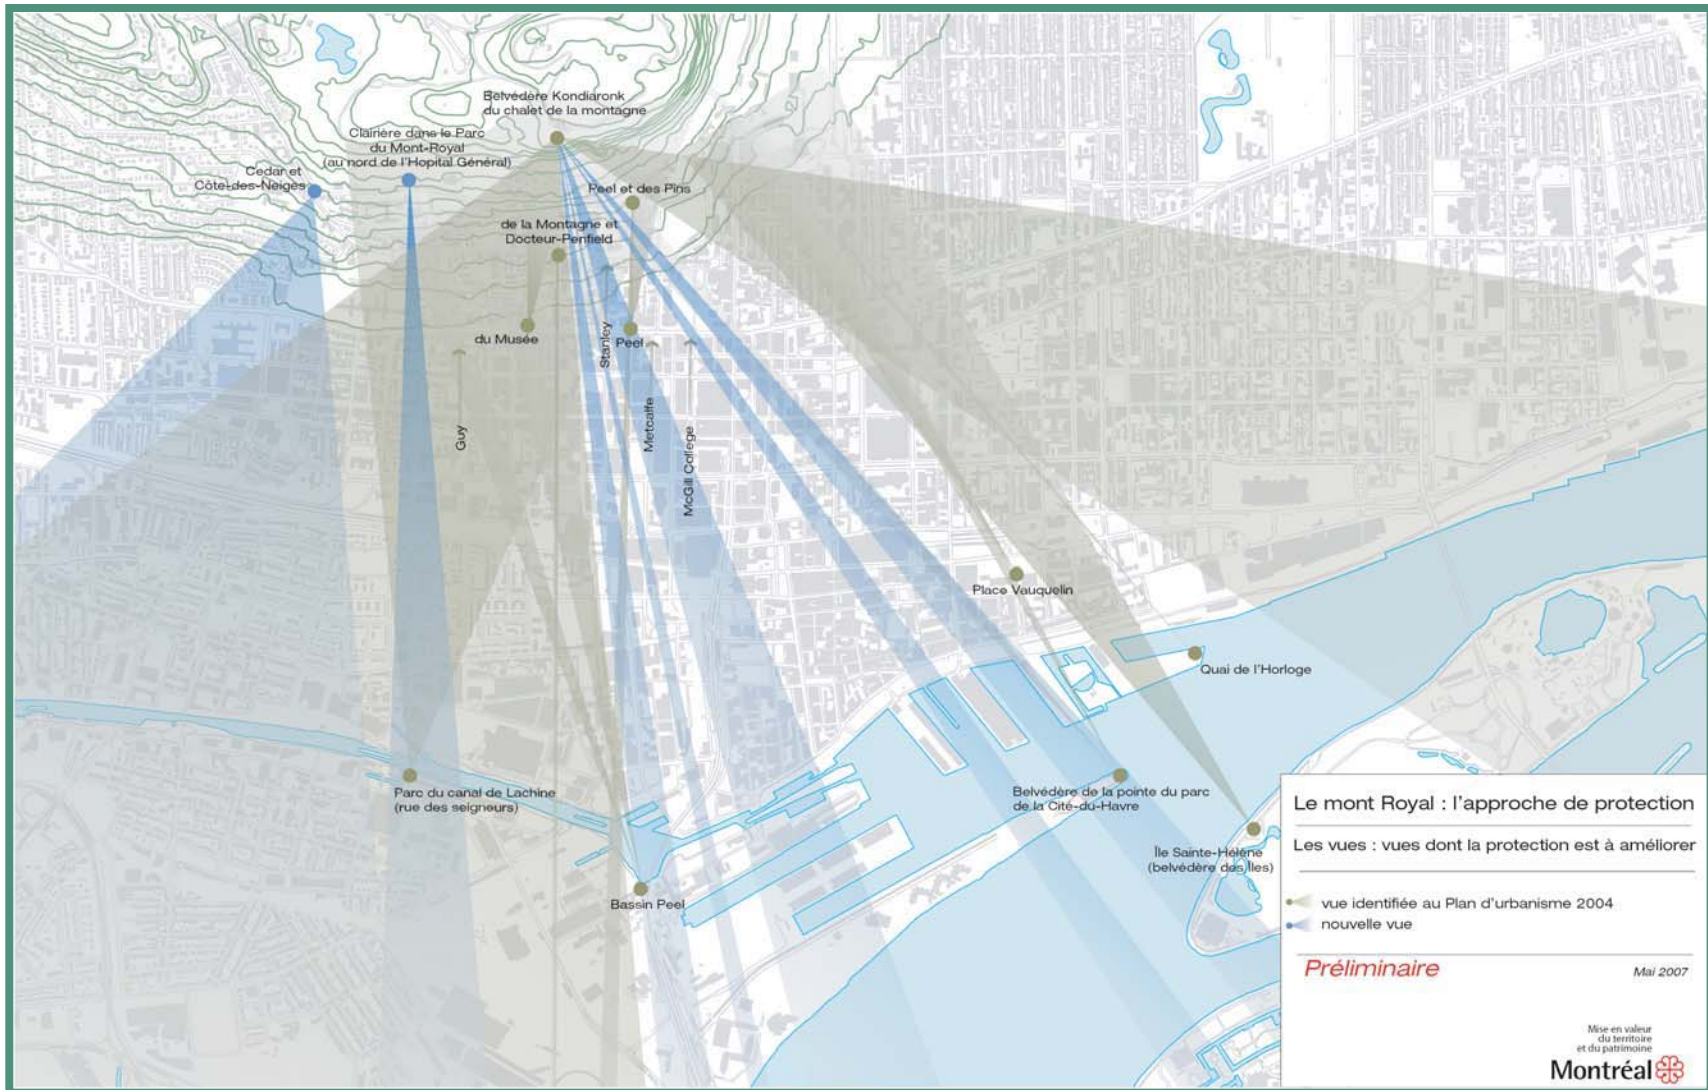 Belvédère Kondiaronk
du chalet de la montagne
Clairière dans le Parc
du Mont-Royal
(au nord de l'Hopital Général)
Cedar et
Côte-des-Neiges
Peel et des Pins
de la Montagne et
Docteur-Penfield
du Musée
Stanley
Peel
Guy
Metcalfe
McGill College
Place Vauquelin
Quai de l'Horloge
Parc du canal de Lachine
(rue des seigneurs)
Belvédère de la pointe du parc
de la Cité-du-Havre
Île Sainte-Hélène
(belvédère des Îles)
Bassin Peel
Le mont Royal : l'approche de protection
Les vues : vues dont la protection est à améliorer
vue identifiée au Plan d'urbanisme 2004
nouvelle vue
Préliminaire
Mai 2007
Mise en valeur
du territoire
et du patrimoine
Montréal